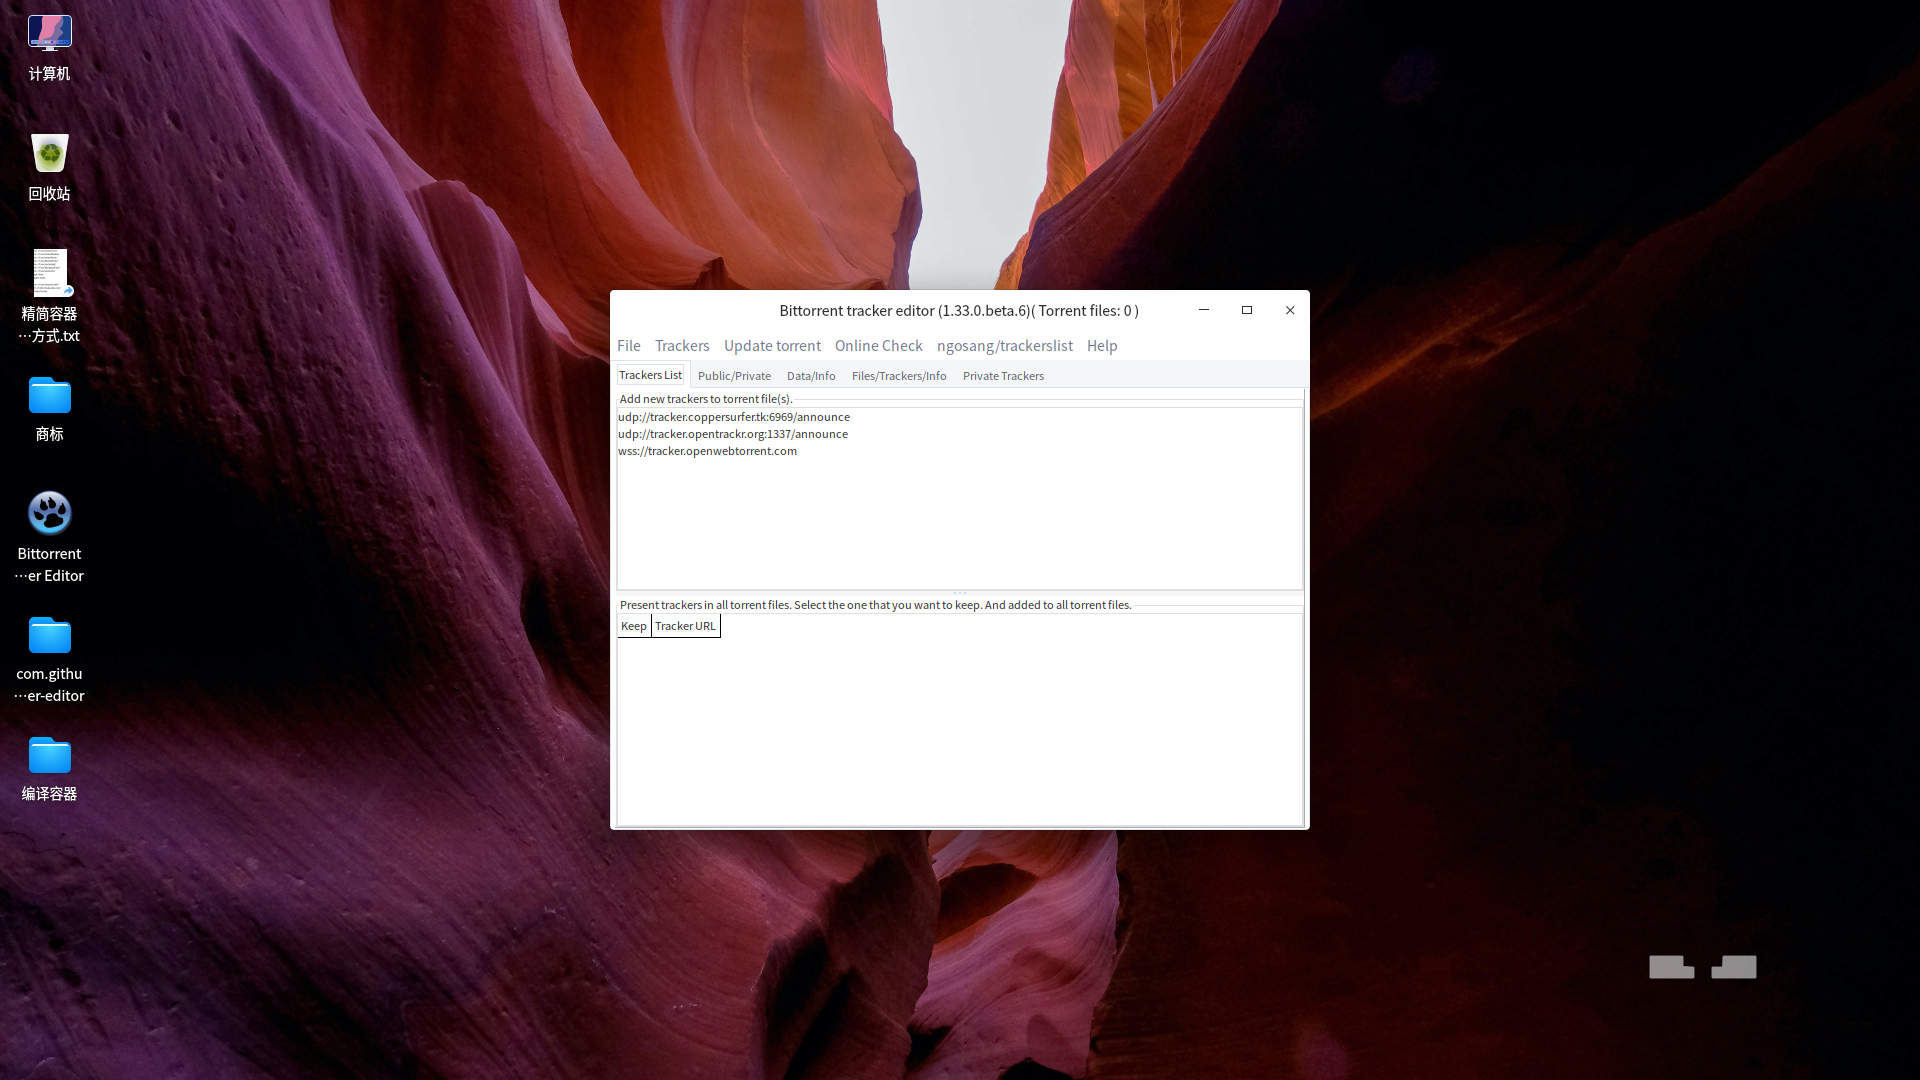 计算机
回收站
精简容器
…方式.txt
商标
Bittorrent
…er Editor
com.githu
…er-editor
编译容器
Bittorrent tracker editor (1.33.0.beta.6)( Torrent files: 0 )
File Trackers Update torrent Online Check ngosang/trackerslist Help
Trackers List Public/Private Data/Info Files/Trackers/Info Private Trackers
Add new trackers to torrent file(s).
udp://tracker.coppersurfer.tk:6969/announce
udp://tracker.opentrackr.org:1337/announce
wss://tracker.openwebtorrent.com
Present trackers in all torrent files. Select the one that you want to keep. And added to all torrent files.
Keep Tracker URL